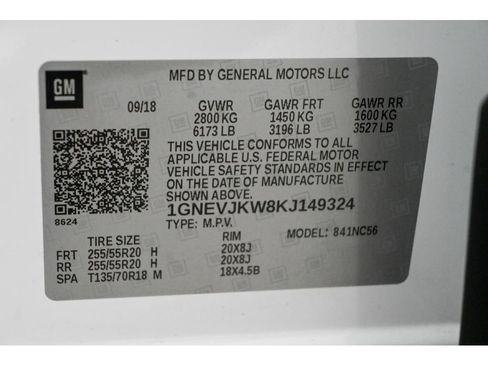 GM
MFD BY GENERAL MOTORS LLC
09/18 GVWR GAWR FRT GAWR RR
2800 KG 1450 KG 1600 KG
6173 LB 3196 LB 3527 LB
THIS VEHICLE CONFORMS TO ALL
APPLICABLE U.S. FEDERAL MOTOR
VEHICLE SAFETY STANDARDS IN EFFECT
ON THE DATE OF MANUFACTURE
SHOWN ABOVE.
8624
1GNEVJKW8KJ149324
TYPE: M.P.V. MODEL: 841NC56
TIRE SIZE RIM
FRT 255/55R20 H 20X8J
RR 255/55R20 H 20X8J
SPA T135/70R18 M 18X4.5B